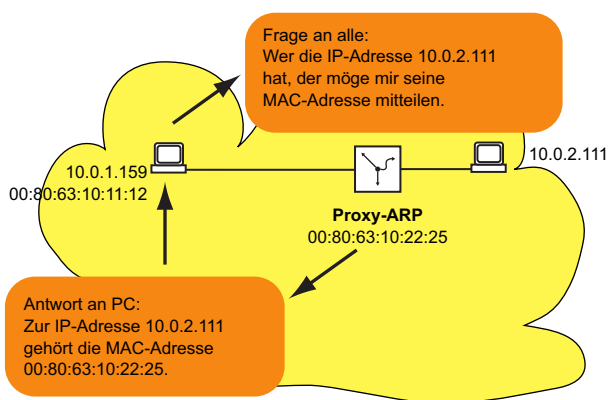 Frage an alle:
Wer die IP-Adresse 10.0.2.111
hat, der möge mir seine
MAC-Adresse mitteilen.
10.0.1.159
00:80:63:10:11:12
10.0.2.111
Proxy-ARP
00:80:63:10:22:25
Antwort an PC:
Zur IP-Adresse 10.0.2.111
gehört die MAC-Adresse
00:80:63:10:22:25.